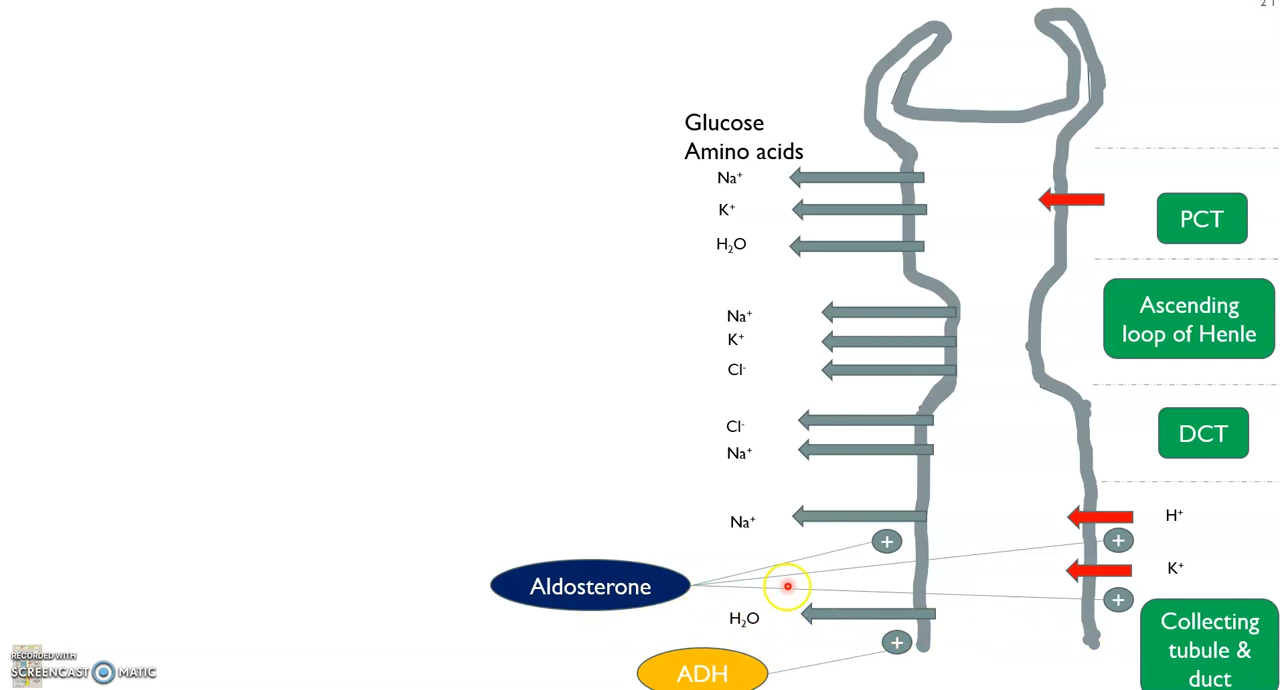 21
Glucose
Amino acids
Na⁺
K⁺
H₂O
PCT
Na⁺
K⁺
Cl⁻
Ascending
loop of Henle
Cl⁻
Na⁺
DCT
Na⁺
H⁺
+
+
K⁺
Aldosterone
+
H₂O
+
ADH
Collecting
tubule &
duct
RECORDED WITH
SCREENCAST MATIC